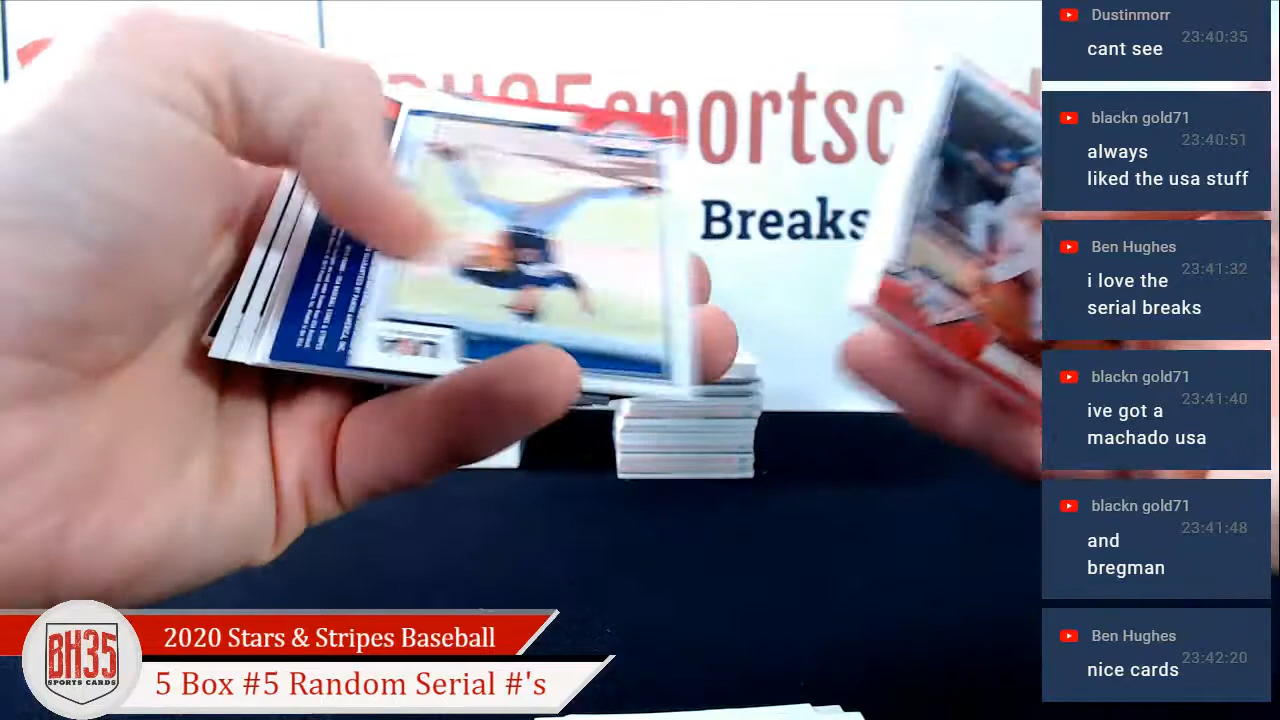 BH35sportsc
Breaks
USA
2020 Stars & Stripes Baseball
5 Box #5 Random Serial #'s
BH35
SPORTS CARDS
Dustinmorr
23:40:35
cant see
blackn gold71
23:40:51
always
liked the usa stuff
Ben Hughes
23:41:32
i love the
serial breaks
blackn gold71
23:41:40
ive got a
machado usa
blackn gold71
23:41:48
and
bregman
Ben Hughes
23:42:20
nice cards